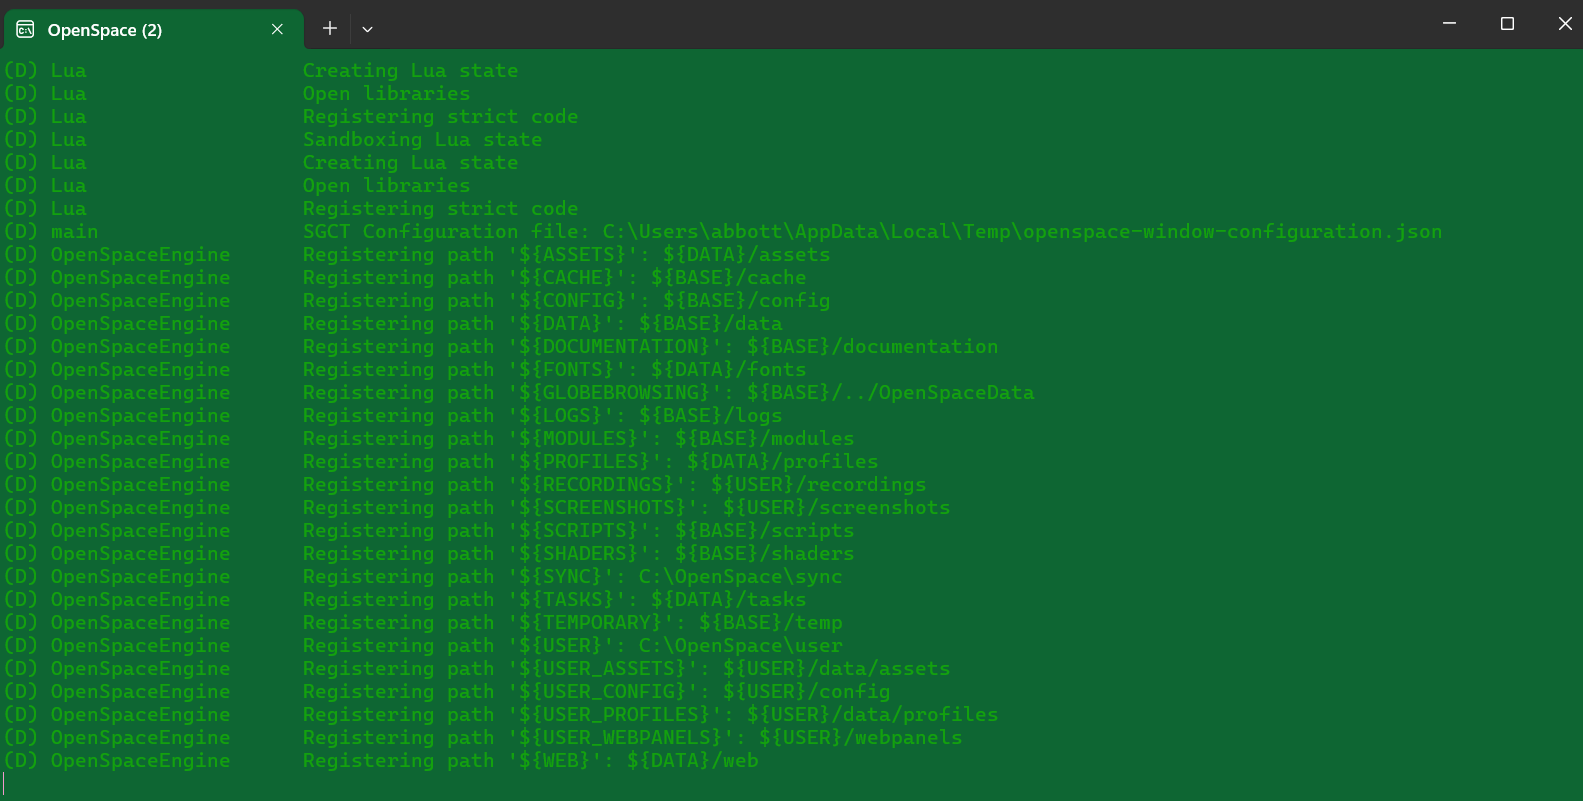 OpenSpace (2)
(D) Lua Creating Lua state
(D) Lua Open libraries
(D) Lua Registering strict code
(D) Lua Sandboxing Lua state
(D) Lua Creating Lua state
(D) Lua Open libraries
(D) Lua Registering strict code
(D) main SGCT Configuration file: C:\Users\abbott\AppData\Local\Temp\openspace-window-configuration.json
(D) OpenSpaceEngine Registering path '${ASSETS}': ${DATA}/assets
(D) OpenSpaceEngine Registering path '${CACHE}': ${BASE}/cache
(D) OpenSpaceEngine Registering path '${CONFIG}': ${BASE}/config
(D) OpenSpaceEngine Registering path '${DATA}': ${BASE}/data
(D) OpenSpaceEngine Registering path '${DOCUMENTATION}': ${BASE}/documentation
(D) OpenSpaceEngine Registering path '${FONTS}': ${DATA}/fonts
(D) OpenSpaceEngine Registering path '${GLOBEBROWSING}': ${BASE}/../OpenSpaceData
(D) OpenSpaceEngine Registering path '${LOGS}': ${BASE}/logs
(D) OpenSpaceEngine Registering path '${MODULES}': ${BASE}/modules
(D) OpenSpaceEngine Registering path '${PROFILES}': ${DATA}/profiles
(D) OpenSpaceEngine Registering path '${RECORDINGS}': ${USER}/recordings
(D) OpenSpaceEngine Registering path '${SCREENSHOTS}': ${USER}/screenshots
(D) OpenSpaceEngine Registering path '${SCRIPTS}': ${BASE}/scripts
(D) OpenSpaceEngine Registering path '${SHADERS}': ${BASE}/shaders
(D) OpenSpaceEngine Registering path '${SYNC}': C:\OpenSpace\sync
(D) OpenSpaceEngine Registering path '${TASKS}': ${DATA}/tasks
(D) OpenSpaceEngine Registering path '${TEMPORARY}': ${BASE}/temp
(D) OpenSpaceEngine Registering path '${USER}': C:\OpenSpace\user
(D) OpenSpaceEngine Registering path '${USER_ASSETS}': ${USER}/data/assets
(D) OpenSpaceEngine Registering path '${USER_CONFIG}': ${USER}/config
(D) OpenSpaceEngine Registering path '${USER_PROFILES}': ${USER}/data/profiles
(D) OpenSpaceEngine Registering path '${USER_WEBPANELS}': ${USER}/webpanels
(D) OpenSpaceEngine Registering path '${WEB}': ${DATA}/web